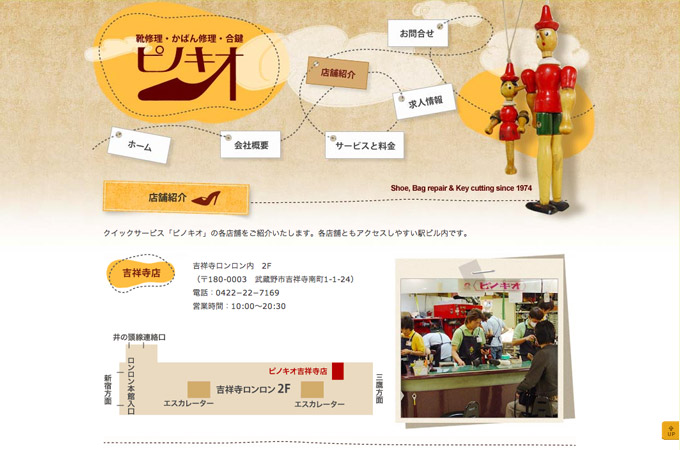 靴修理・かばん修理・合鍵
ピノキオ
お問合せ
店舗紹介
求人情報
ホーム
会社概要
サービスと料金
店舗紹介
Shoe, Bag repair & Key cutting since 1974
クイックサービス「ピノキオ」の各店舗をご紹介いたします。各店舗ともアクセスしやすい駅ビル内です。
吉祥寺店
吉祥寺ロンロン内　2F
（〒180-0003　武蔵野市吉祥寺南町1-1-24）
電話：0422−22−7169
営業時間：10:00〜20:30
ピノキオ
井の頭線連絡口
新宿方面
ロンロン本館入口
ピノキオ吉祥寺店
吉祥寺ロンロン 2F
エスカレーター
エスカレーター
三鷹方面
UP